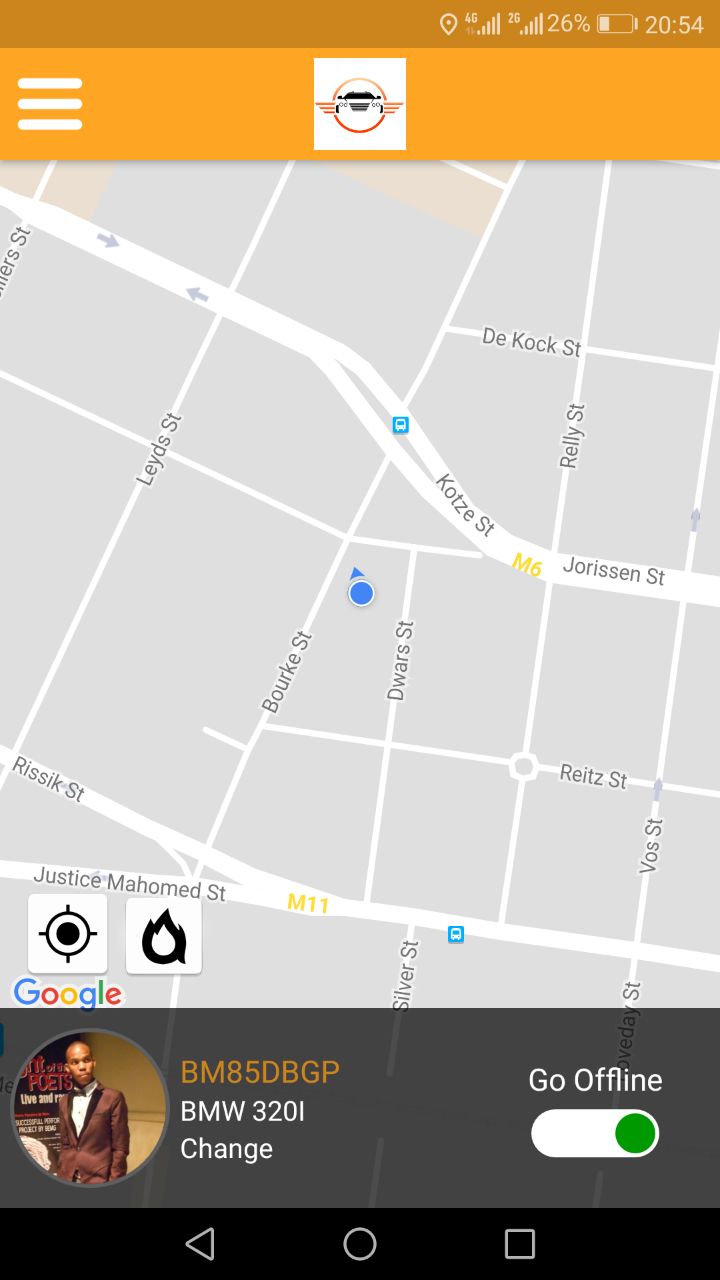 4G 2G 26% 20:54
De Kock St
Leyds St
Relly St
Kotze St
M6
Jorissen St
Bourke St
Dwars St
Rissik St
Reitz St
Vos St
Justice Mahomed St
M11
Silver St
Google
POETS
BM85DBGP
Go Offline
BMW 320I
Change